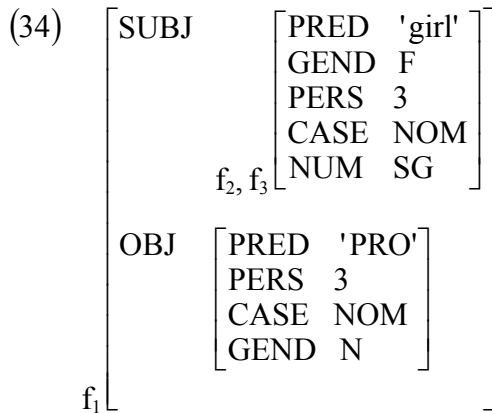 (34) SUBJ PRED 'girl'
GEND F
PERS 3
CASE NOM
f2, f3 NUM SG
OBJ PRED 'PRO'
PERS 3
CASE NOM
GEND N
f1